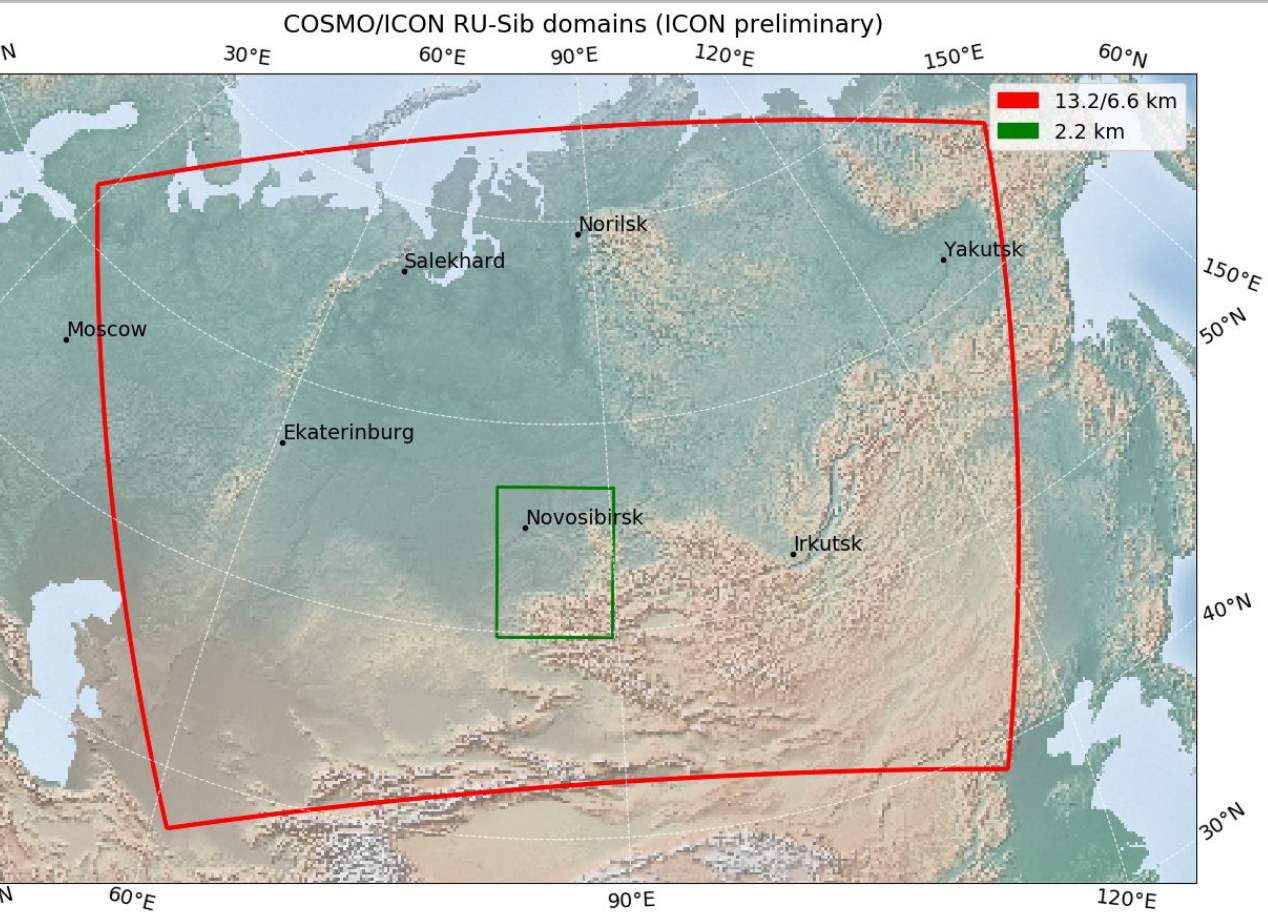 COSMO/ICON RU-Sib domains (ICON preliminary)
N
30°E
60°E
90°E
120°E
150°E
60°N
13.2/6.6 km
2.2 km
Norilsk
Salekhard
Yakutsk
150°E
50°N
Moscow
Ekaterinburg
Novosibirsk
Irkutsk
40°N
30°N
N
60°E
90°E
120°E